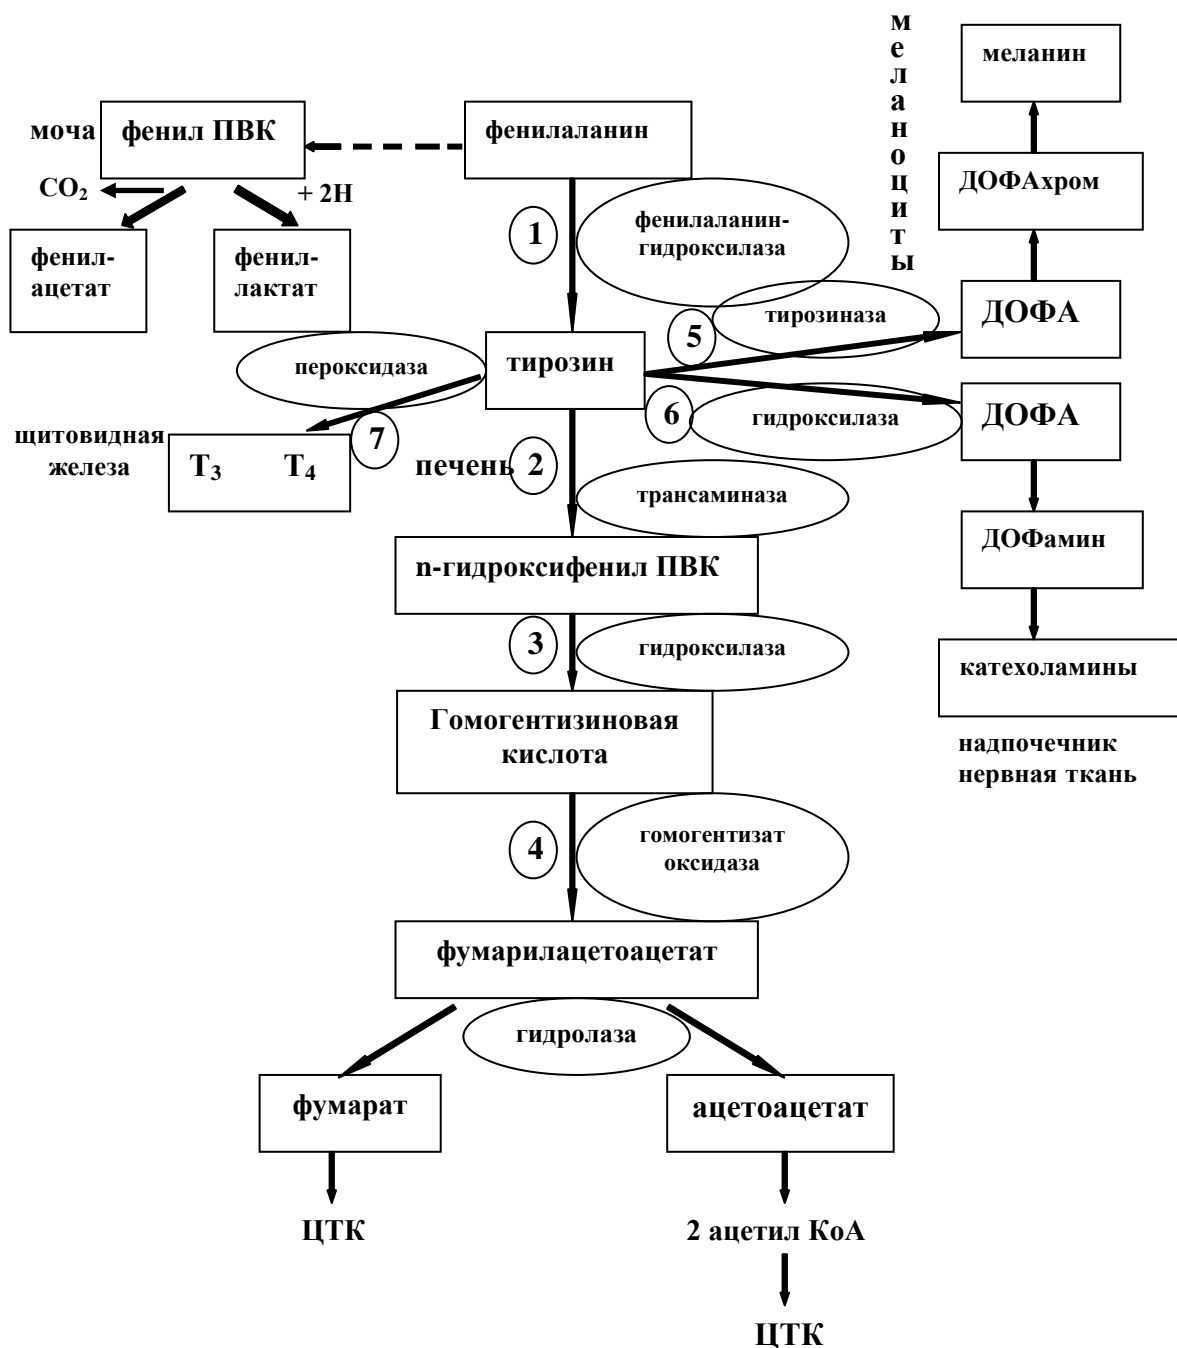 меланоциты
меланин
моча
фенил ПВК
фенилаланин
CO2
+ 2H
ДОФАхром
1
фенилаланин-
гидроксилаза
фенил-
ацетат
фенил-
лактат
тирозиназа
ДОФА
5
пероксидаза
тирозин
6
гидроксилаза
ДОФА
щитовидная
железа
7
T3 T4
печень
2
трансаминаза
ДОФамин
n-гидроксифенил ПВК
3
гидроксилаза
катехоламины
Гомогентизиновая
кислота
надпочечник
нервная ткань
4
гомогентизат
оксидаза
фумарилацетоацетат
гидролаза
фумарат
ацетоацетат
ЦТК
2 ацетил КоА
ЦТК